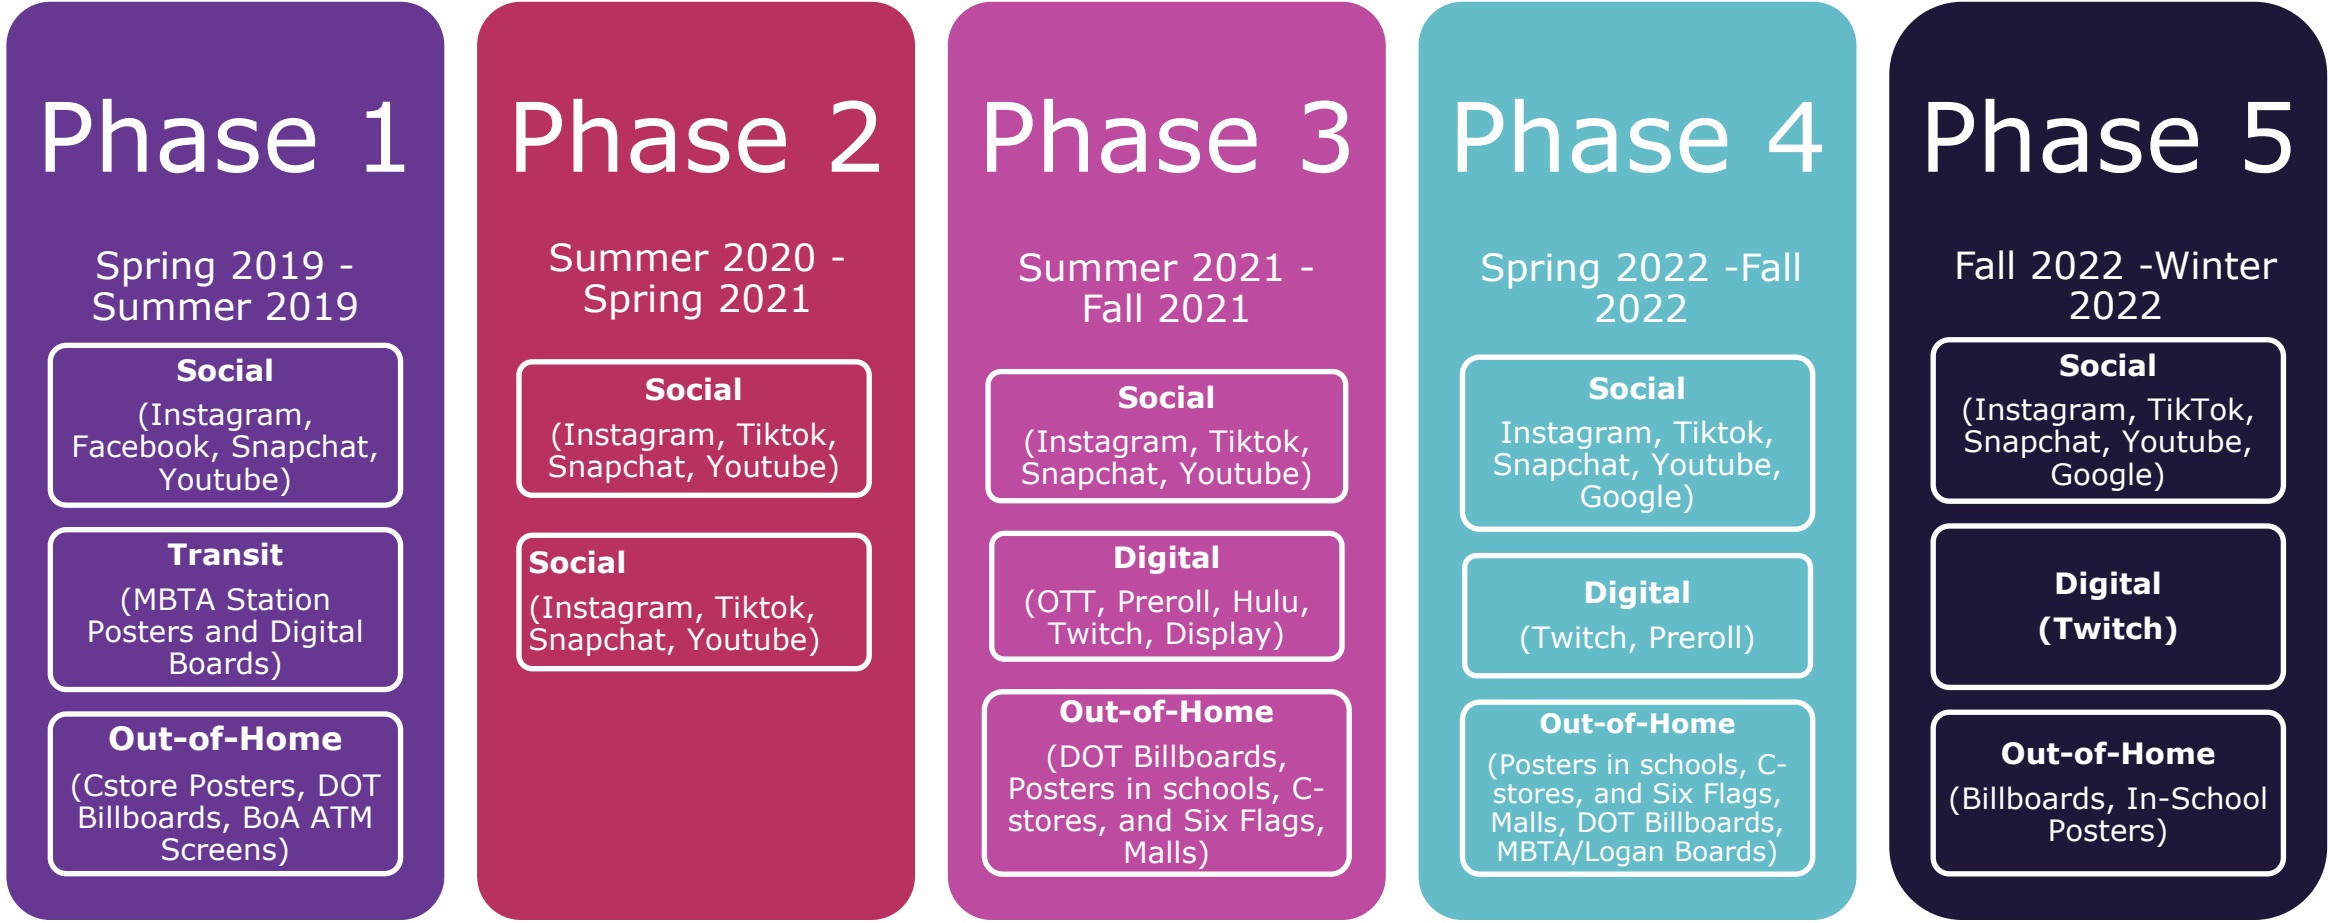 Phase 1
Spring 2019 -
Summer 2019
Social
(Instagram,
Facebook, Snapchat,
Youtube)
Transit
(MBTA Station
Posters and Digital
Boards)
Out-of-Home
(Cstore Posters, DOT
Billboards, BoA ATM
Screens)
Phase 2
Summer 2020 -
Spring 2021
Social
(Instagram, Tiktok,
Snapchat, Youtube)
Social
(Instagram, Tiktok,
Snapchat, Youtube)
Phase 3
Summer 2021 -
Fall 2021
Social
(Instagram, Tiktok,
Snapchat, Youtube)
Digital
(OTT, Preroll, Hulu,
Twitch, Display)
Out-of-Home
(DOT Billboards,
Posters in schools, C-
stores, and Six Flags,
Malls)
Phase 4
Spring 2022 -Fall
2022
Social
Instagram, Tiktok,
Snapchat, Youtube,
Google)
Digital
(Twitch, Preroll)
Out-of-Home
(Posters in schools, C-
stores, and Six Flags,
Malls, DOT Billboards,
MBTA/Logan Boards)
Phase 5
Fall 2022 -Winter
2022
Social
(Instagram, TikTok,
Snapchat, Youtube,
Google)
Digital
(Twitch)
Out-of-Home
(Billboards, In-School
Posters)